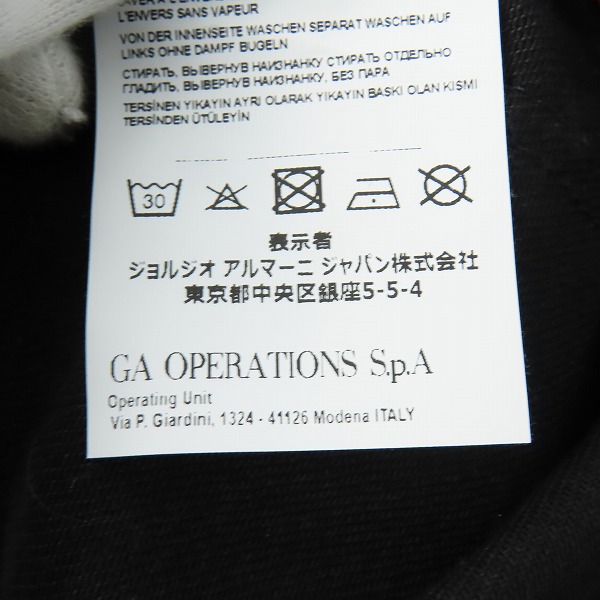 LAVER À L'ENVERS
L'ENVERS SANS VAPEUR
VON DER INNENSEITE WASCHEN SEPARAT WASCHEN AUF
LINKS OHNE DAMPF BUGELN
СТИРАТЬ, ВЫВЕРНУВ НАИЗНАНКУ СТИРАТЬ ОТДЕЛЬНО
ГЛАДИТЬ, ВЫВЕРНУВ НАИЗНАНКУ, БЕЗ ПАРА
TERSİNEN YIKAYIN AYRI OLARAK YIKAYIN BASKI OLAN KISMI
TERSİNDEN ÜTÜLEYİN
30
表示者
ジョルジオ アルマーニ ジャパン株式会社
東京都中央区銀座5-5-4
GA OPERATIONS S.p.A
Operating Unit
Via P. Giardini, 1324 - 41126 Modena ITALY